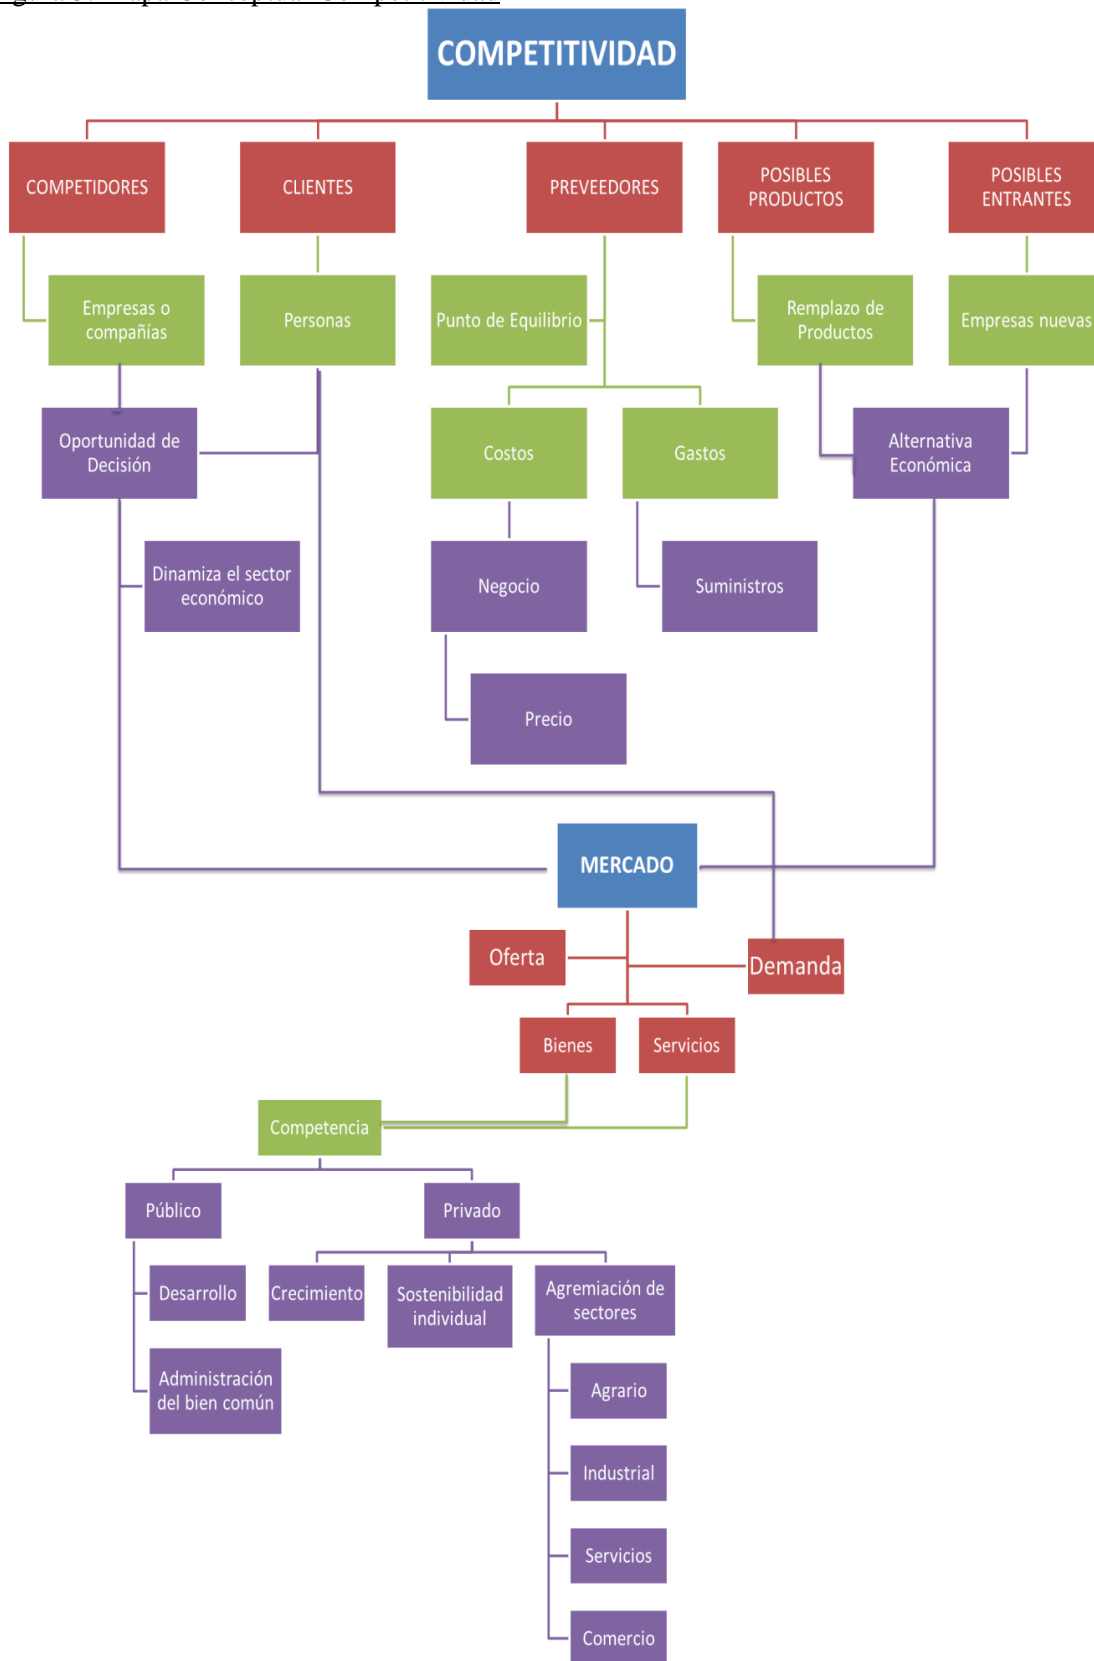 COMPETITIVIDAD
COMPETIDORES
CLIENTES
PREVEEDORES
POSIBLES
PRODUCTOS
POSIBLES
ENTRANTES
Empresas o
compañías
Personas
Punto de Equilibrio
Remplazo de
Productos
Empresas nuevas
Oportunidad de
Decisión
Costos
Gastos
Alternativa
Económica
Dinamiza el sector
económico
Negocio
Suministros
Precio
MERCADO
Oferta
Demanda
Bienes
Servicios
Competencia
Público
Privado
Desarrollo
Crecimiento
Sostenibilidad
individual
Agremiación de
sectores
Administración
del bien común
Agrario
Industrial
Servicios
Comercio